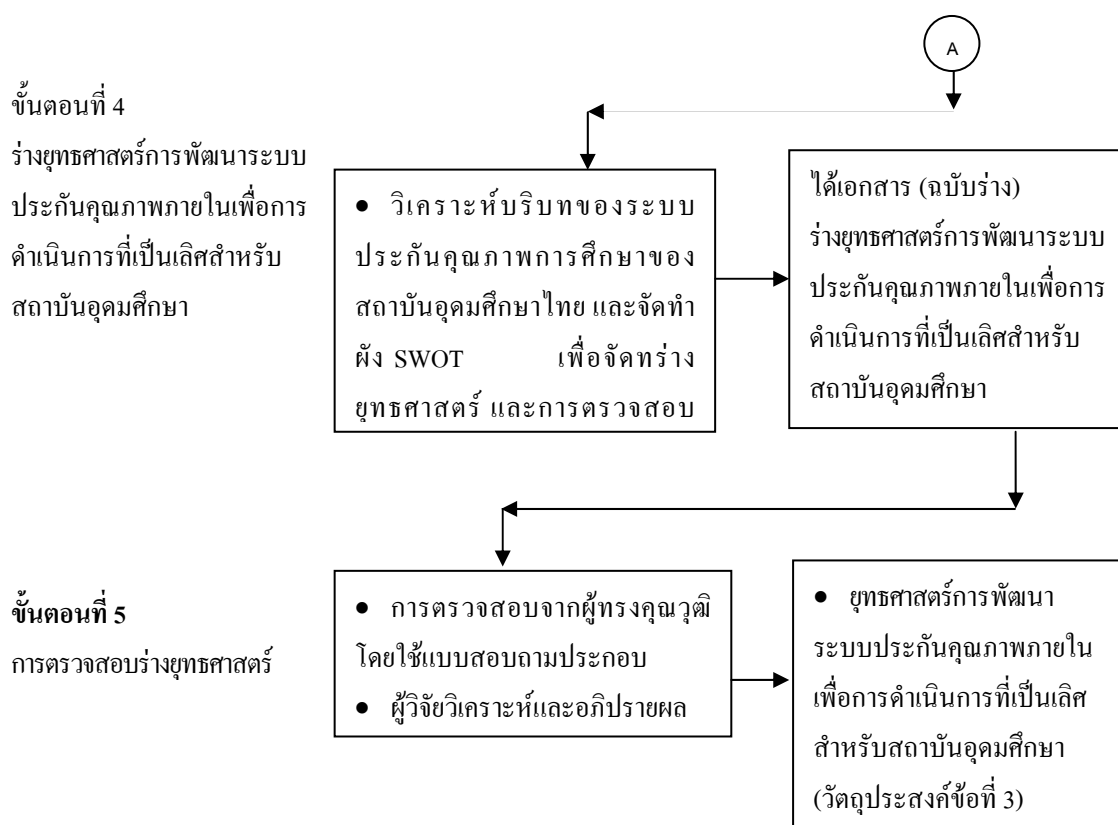 A
ขั้นตอนที่ 4
ร่างยุทธศาสตร์การพัฒนาระบบ
ประกันคุณภาพภายในเพื่อการ
ดำเนินการที่เป็นเลิศสำหรับ
สถาบันอุดมศึกษา
• วิเคราะห์บริบทของระบบ
ประกันคุณภาพการศึกษาของ
สถาบันอุดมศึกษาไทย และจัดทำ
ผัง SWOT เพื่อจัดทร่าง
ยุทธศาสตร์ และการตรวจสอบ
ได้เอกสาร (ฉบับร่าง)
ร่างยุทธศาสตร์การพัฒนาระบบ
ประกันคุณภาพภายในเพื่อการ
ดำเนินการที่เป็นเลิศสำหรับ
สถาบันอุดมศึกษา
ขั้นตอนที่ 5
การตรวจสอบร่างยุทธศาสตร์
• การตรวจสอบจากผู้ทรงคุณวุฒิ
โดยใช้แบบสอบถามประกอบ
• ผู้วิจัยวิเคราะห์และอภิปรายผล
• ยุทธศาสตร์การพัฒนา
ระบบประกันคุณภาพภายใน
เพื่อการดำเนินการที่เป็นเลิศ
สำหรับสถาบันอุดมศึกษา
(วัตถุประสงค์ข้อที่ 3)